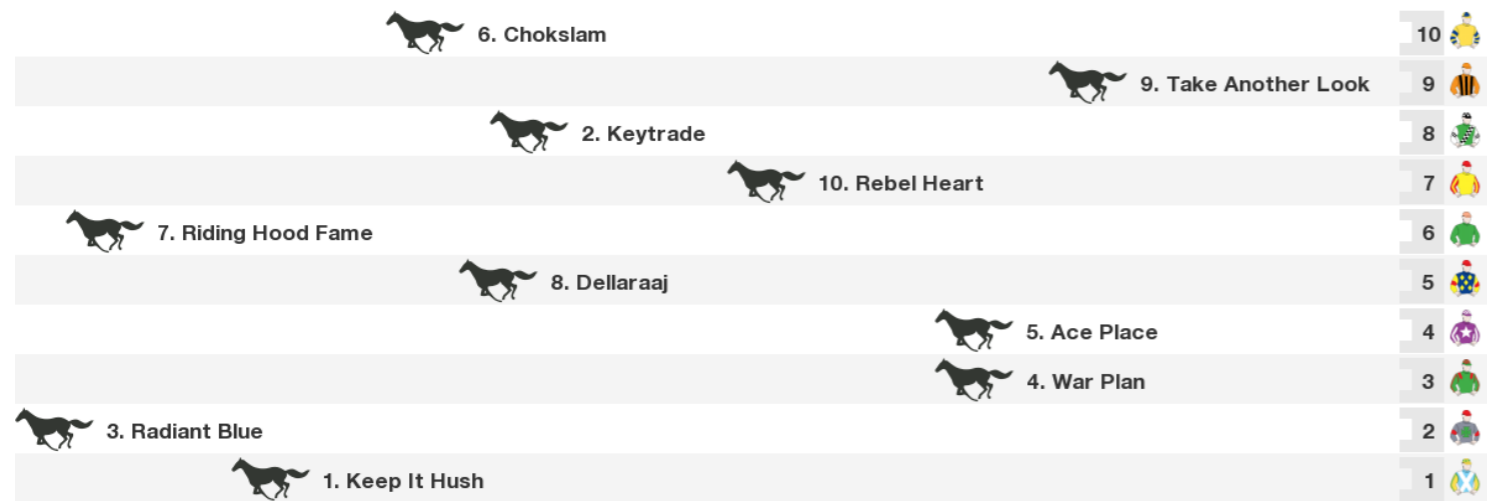 6. Chokslam 10
9. Take Another Look 9
2. Keytrade 8
10. Rebel Heart 7
7. Riding Hood Fame 6
8. Dellaraaj 5
5. Ace Place 4
4. War Plan 3
3. Radiant Blue 2
1. Keep It Hush 1